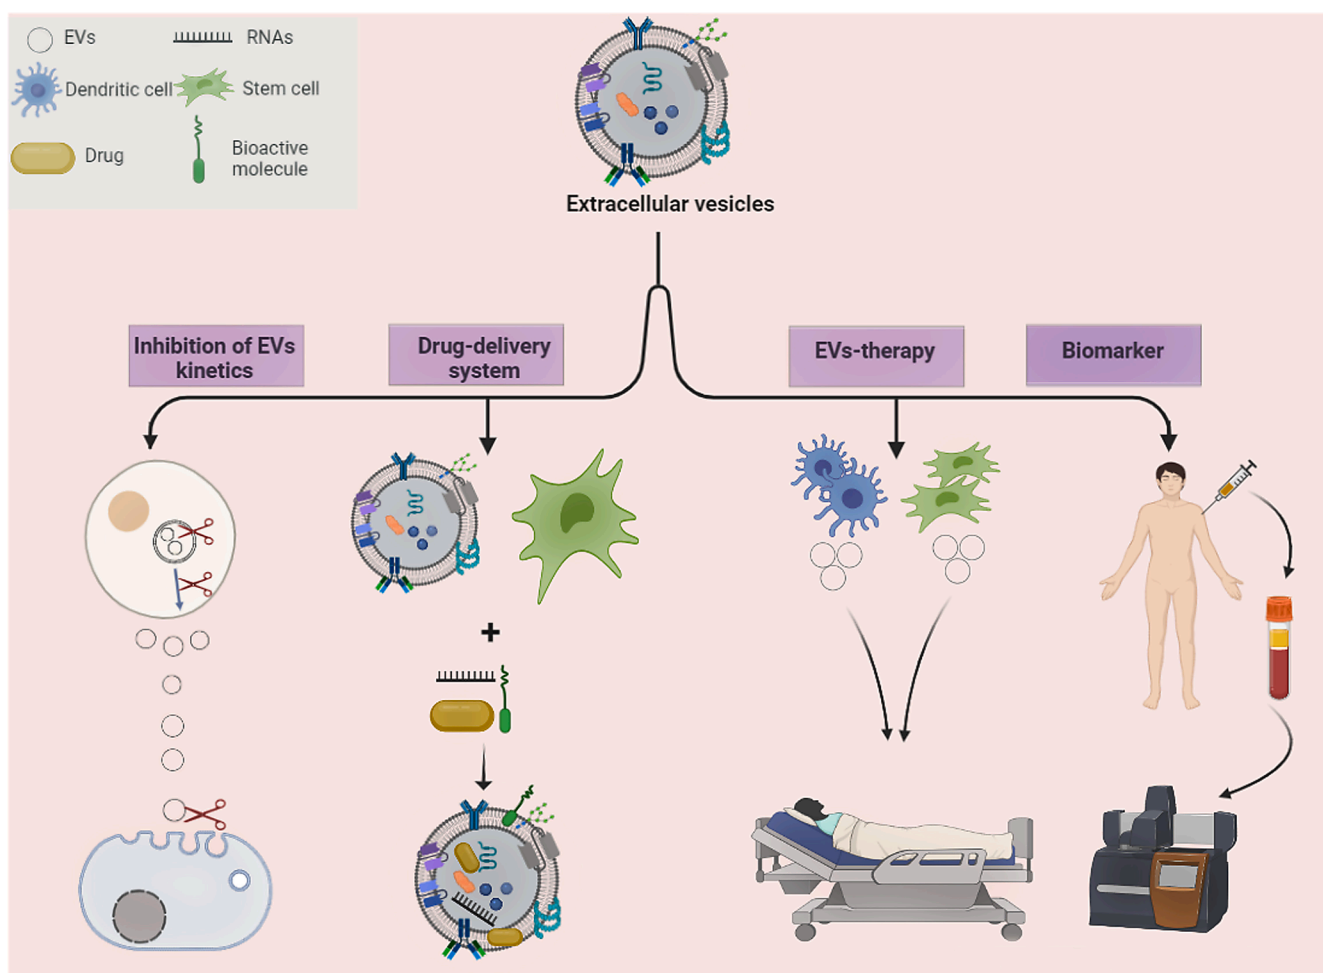 EVs
RNAs
Dendritic cell
Stem cell
Drug
Bioactive
molecule
Extracellular vesicles
Inhibition of EVs
kinetics
Drug-delivery
system
EVs-therapy
Biomarker
+